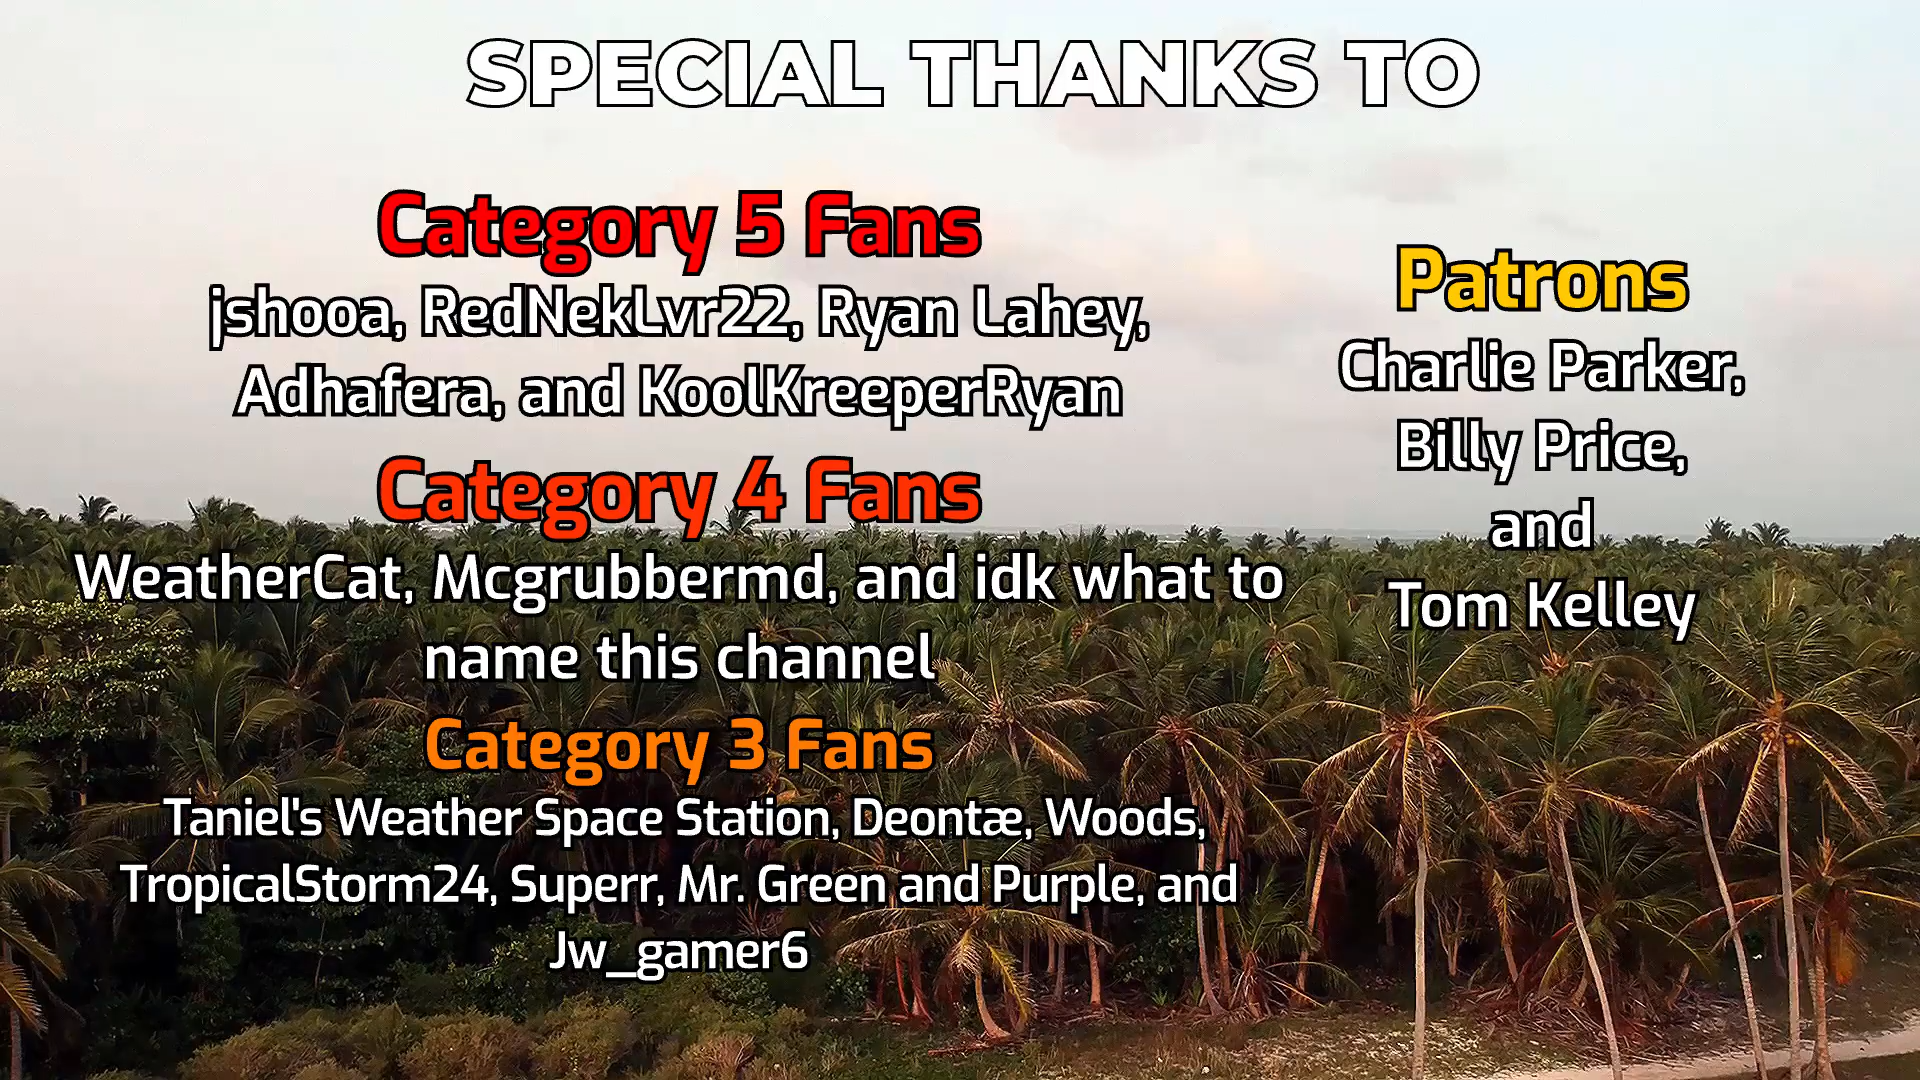 SPECIAL THANKS TO
Category 5 Fans
jshooa, RedNekLvr22, Ryan Lahey,
Adhafera, and KoolKreeperRyan
Category 4 Fans
WeatherCat, Mcgrubbermd, and idk what to
name this channel
Category 3 Fans
Taniel's Weather Space Station, Deontæ, Woods,
TropicalStorm24, Superr, Mr. Green and Purple, and
Jw_gamer6
Patrons
Charlie Parker,
Billy Price,
and
Tom Kelley